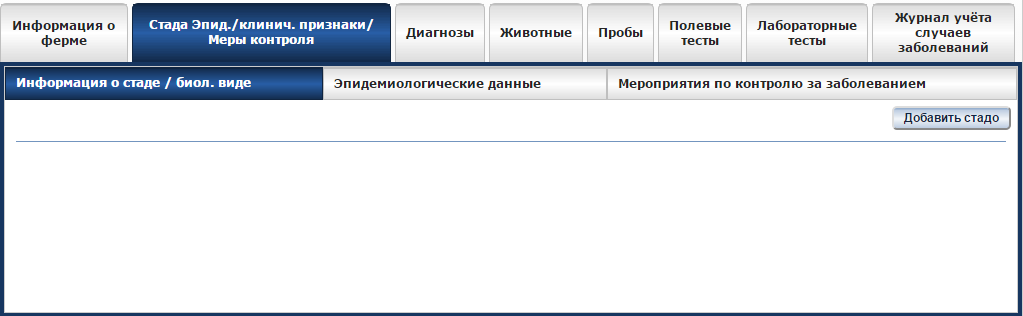 Информация о
ферме
Стада Эпид./клинич. признаки/
Меры контроля
Диагнозы
Животные
Пробы
Полевые
тесты
Лабораторные
тесты
Журнал учёта
случаев
заболеваний
Информация о стаде / биол. виде
Эпидемиологические данные
Мероприятия по контролю за заболеванием
Добавить стадо